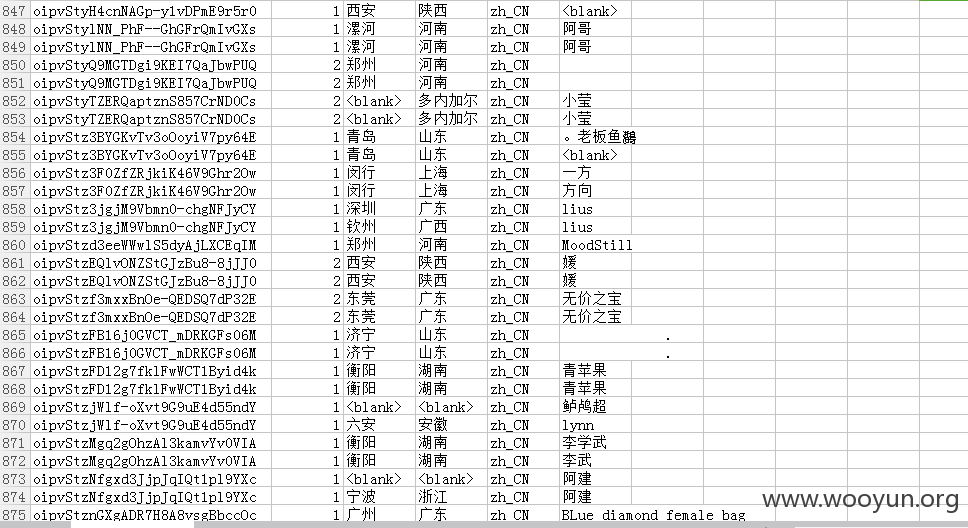 847 oipvStyH4cnNAGp-y1vDPmE9r5r0 1 西安 陕西 zh_CN <blank>
848 oipvStylNN_PhF--GhGFrQmIvGXs 1 漯河 河南 zh_CN 阿哥
849 oipvStylNN_PhF--GhGFrQmIvGXs 1 漯河 河南 zh_CN 阿哥
850 oipvStyQ9MGTDgi9KEI7QaJbwPUQ 2 郑州 河南 zh_CN
851 oipvStyQ9MGTDgi9KEI7QaJbwPUQ 2 郑州 河南 zh_CN
852 oipvStyTZERQaptznS857CrND0Cs 2 <blank> 多内加尔 zh_CN 小莹
853 oipvStyTZERQaptznS857CrND0Cs 2 <blank> 多内加尔 zh_CN 小莹
854 oipvStz3BYGKvTv3oOoyiV7py64E 1 青岛 山东 zh_CN 。老板鱼
855 oipvStz3BYGKvTv3oOoyiV7py64E 1 青岛 山东 zh_CN <blank>
856 oipvStz3F0ZfZRjkiK46V9Ghr2Ow 1 闵行 上海 zh_CN 一方
857 oipvStz3F0ZfZRjkiK46V9Ghr2Ow 1 闵行 上海 zh_CN 方向
858 oipvStz3jgjM9Vbmn0-chgNFJyCY 1 深圳 广东 zh_CN lius
859 oipvStz3jgjM9Vbmn0-chgNFJyCY 1 钦州 广西 zh_CN lius
860 oipvStzd3eeWWwlS5dyAjLXCEqIM 1 郑州 河南 zh_CN MoodStill
861 oipvStzEQlvONZStGJzBu8-8jJJ0 2 西安 陕西 zh_CN 媛
862 oipvStzEQlvONZStGJzBu8-8jJJ0 2 西安 陕西 zh_CN 媛
863 oipvStzf3mxxBnOe-QEDSQ7dP32E 2 东莞 广东 zh_CN 无价之宝
864 oipvStzf3mxxBnOe-QEDSQ7dP32E 2 东莞 广东 zh_CN 无价之宝
865 oipvStzFB16j0GVCT_mDRKGFs06M 1 济宁 山东 zh_CN .
866 oipvStzFB16j0GVCT_mDRKGFs06M 1 济宁 山东 zh_CN .
867 oipvStzFD12g7fklFwWCT1Byid4k 1 衡阳 湖南 zh_CN 青苹果
868 oipvStzFD12g7fklFwWCT1Byid4k 1 衡阳 湖南 zh_CN 青苹果
869 oipvStzjWlf-oXvt9G9uE4d55ndY 1 <blank> <blank> zh_CN 鲈鸪超
870 oipvStzjWlf-oXvt9G9uE4d55ndY 1 六安 安徽 zh_CN lynn
871 oipvStzMgq2gOhzAl3kamvYv0VIA 1 衡阳 湖南 zh_CN 李学武
872 oipvStzMgq2gOhzAl3kamvYv0VIA 1 衡阳 湖南 zh_CN 李武
873 oipvStzNfgxd3JjpJqIQt1pl9YXc 1 <blank> <blank> zh_CN 阿建
874 oipvStzNfgxd3JjpJqIQt1pl9YXc 1 宁波 浙江 zh_CN 阿建
875 oipvStznGXgADR7H8A8vsgBbccOc 1 广州 广东 zh_CN BLue diamond female bag
www.wooyun.org